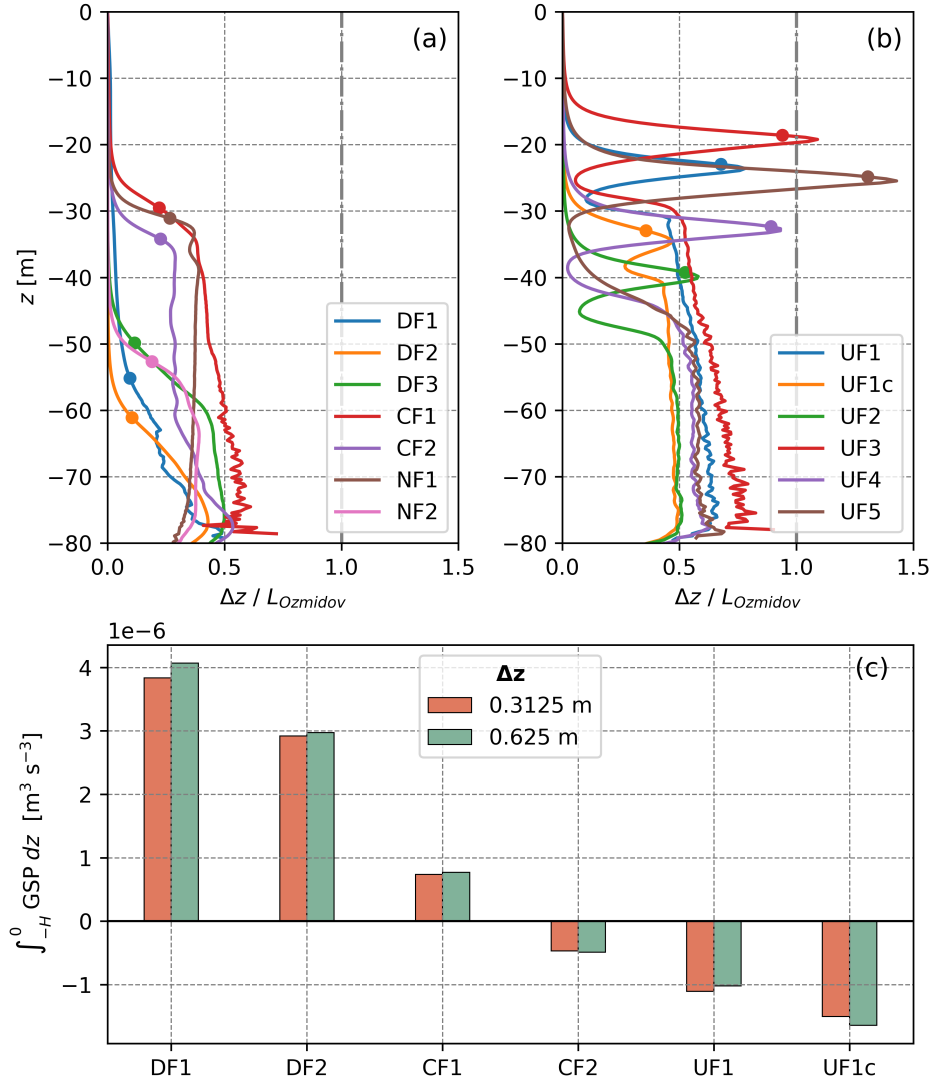 (a)
0
−10
−20
−30
−40
−50
−60
−70
−80
z [m]
DF1
DF2
DF3
CF1
CF2
NF1
NF2
0.0 0.5 1.0 1.5
Δz / L_Ozmidov
(b)
UF1
UF1c
UF2
UF3
UF4
UF5
0.0 0.5 1.0 1.5
Δz / L_Ozmidov
1e−6
(c)
Δz
0.3125 m
0.625 m
4
3
2
1
0
−1
∫_{−H}^{0} GSP dz [m³ s⁻³]
DF1 DF2 CF1 CF2 UF1 UF1c